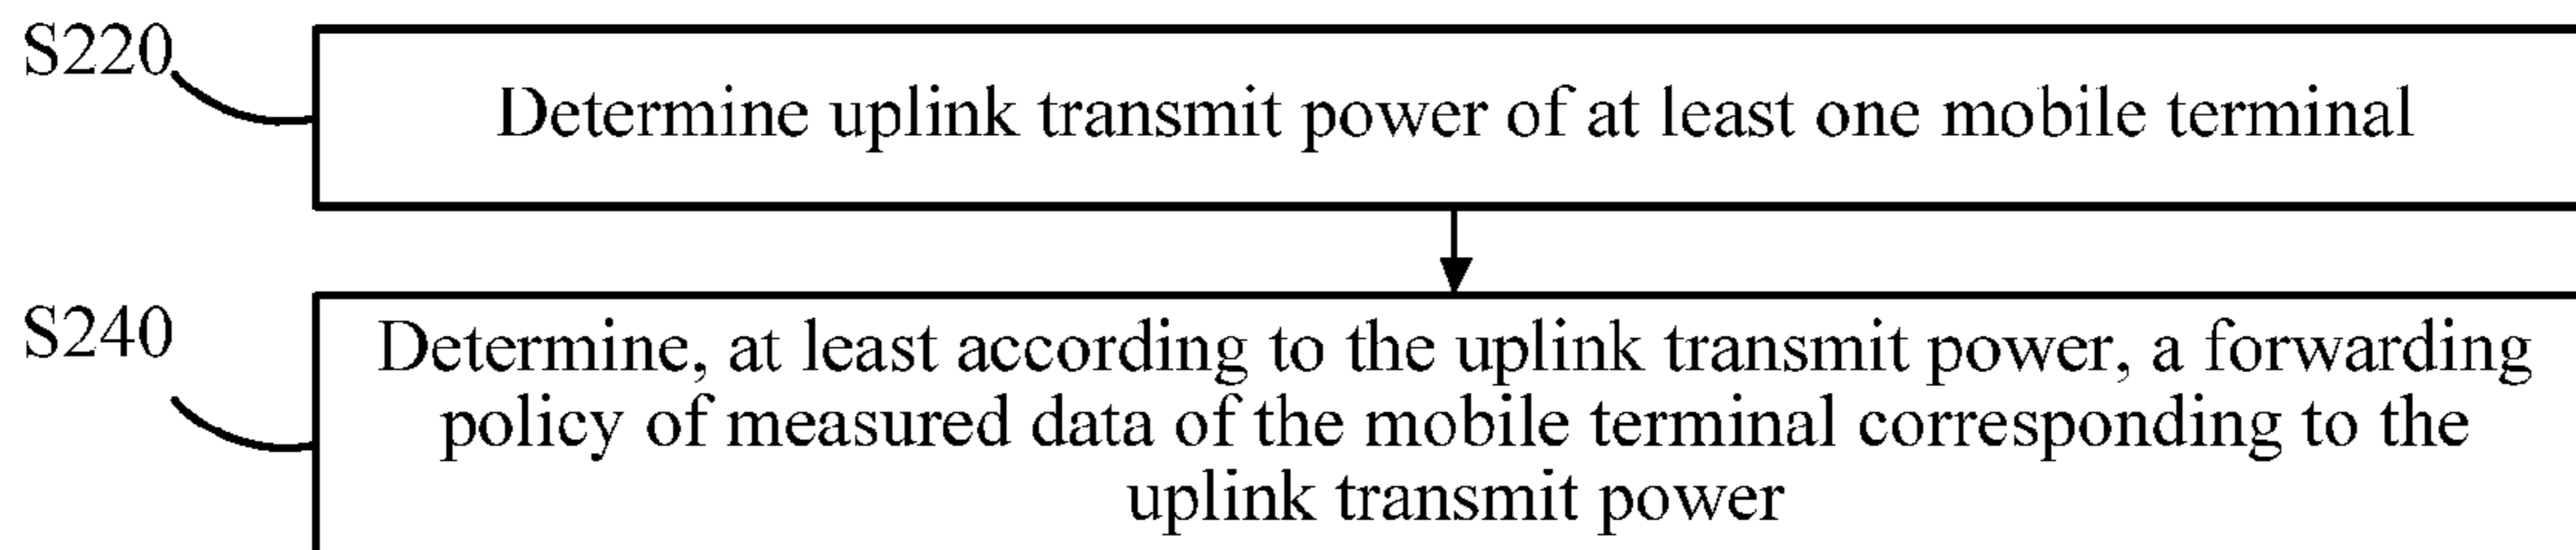 S220
Determine uplink transmit power of at least one mobile terminal
S240
Determine, at least according to the uplink transmit power, a forwarding
policy of measured data of the mobile terminal corresponding to the
uplink transmit power